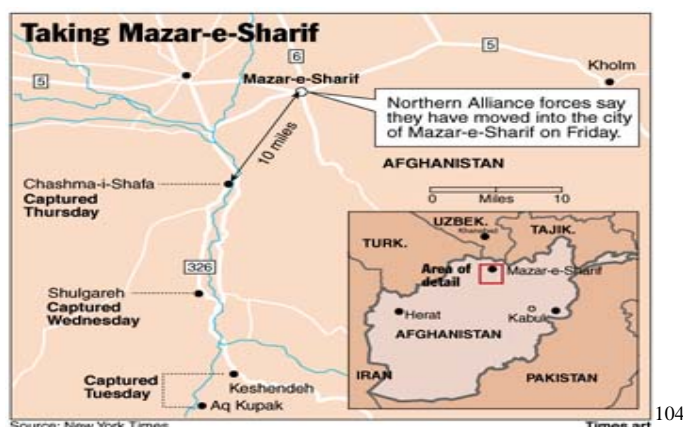 Taking Mazar-e-Sharif
6
5
5
Kholm
Mazar-e-Sharif
Northern Alliance forces say
they have moved into the city
of Mazar-e-Sharif on Friday.
10 miles
AFGHANISTAN
Chashma-i-Shafa
Captured
Thursday
0 Miles 10
UZBEK.
TAJIK.
TURK.
Area of
detail
Mazar-e-Sharif
326
Shulgareh
Captured
Wednesday
Herat
Kabul
AFGHANISTAN
Captured
Tuesday
Keshendeh
Aq Kupak
IRAN
PAKISTAN
Source: New York Times
Times art
104